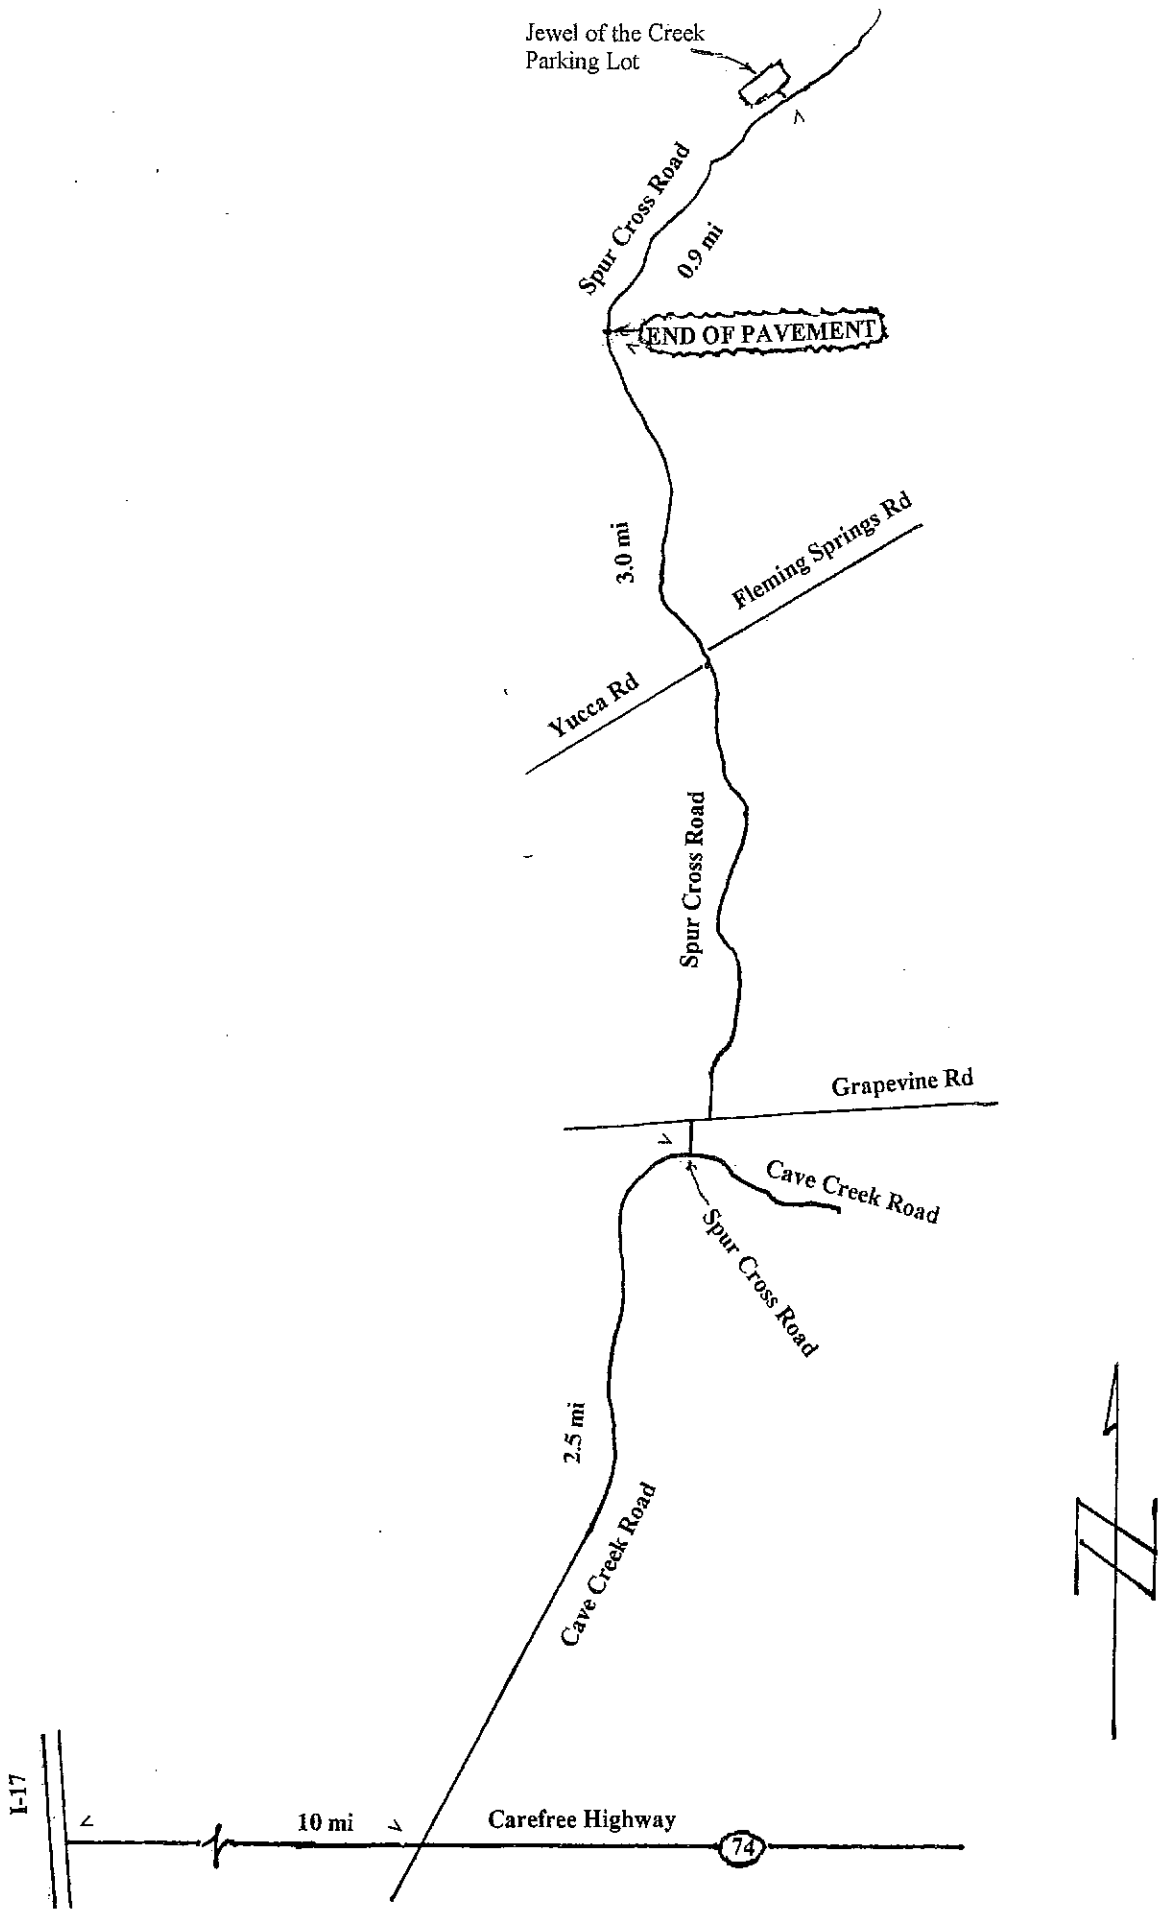 Jewel of the Creek
Parking Lot
Spur Cross Road
0.9 mi
END OF PAVEMENT
3.0 mi
Fleming Springs Rd
Yucca Rd
Spur Cross Road
Grapevine Rd
Cave Creek Road
Spur Cross Road
2.5 mi
Cave Creek Road
N
I-17
10 mi
Carefree Highway
74